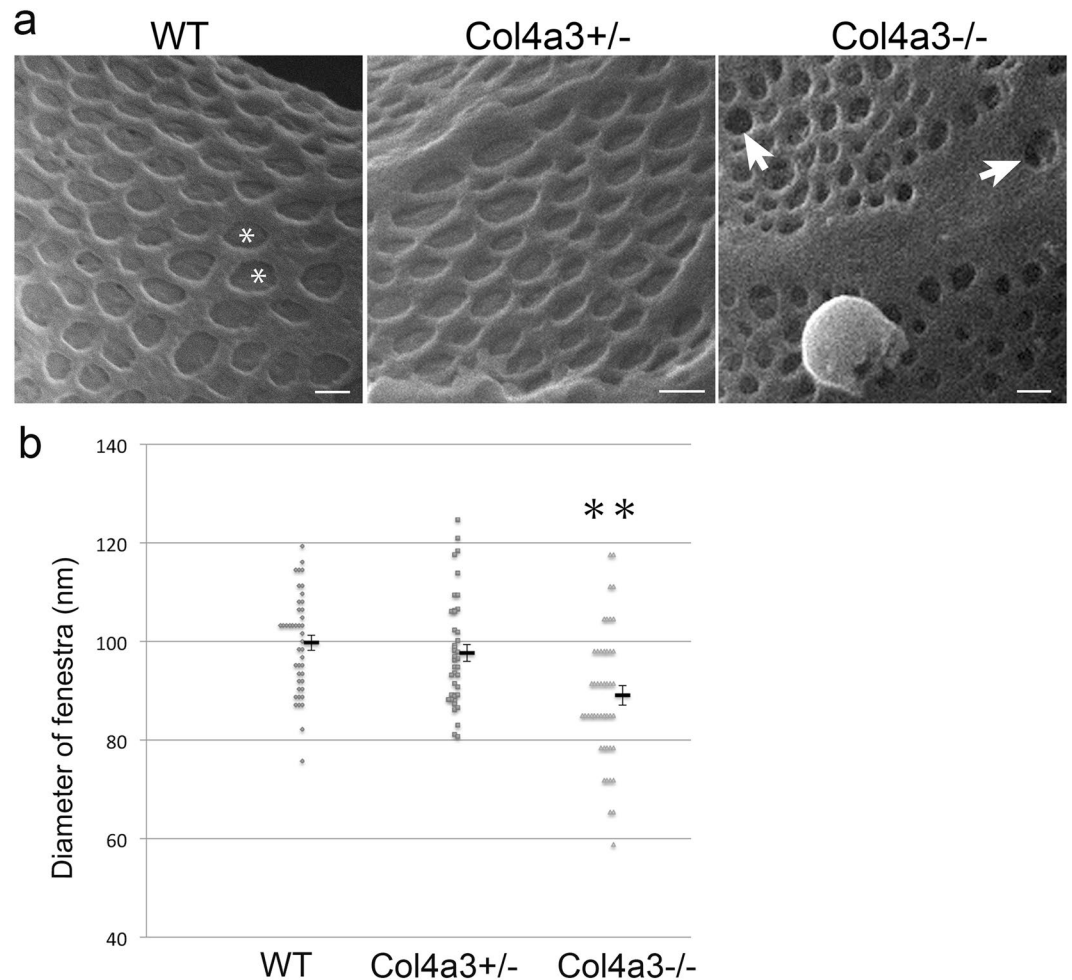 a
WT Col4a3+/- Col4a3-/-
*
*
b
140
120
100
80
60
40
Diameter of fenestra (nm)
**
WT Col4a3+/- Col4a3-/-